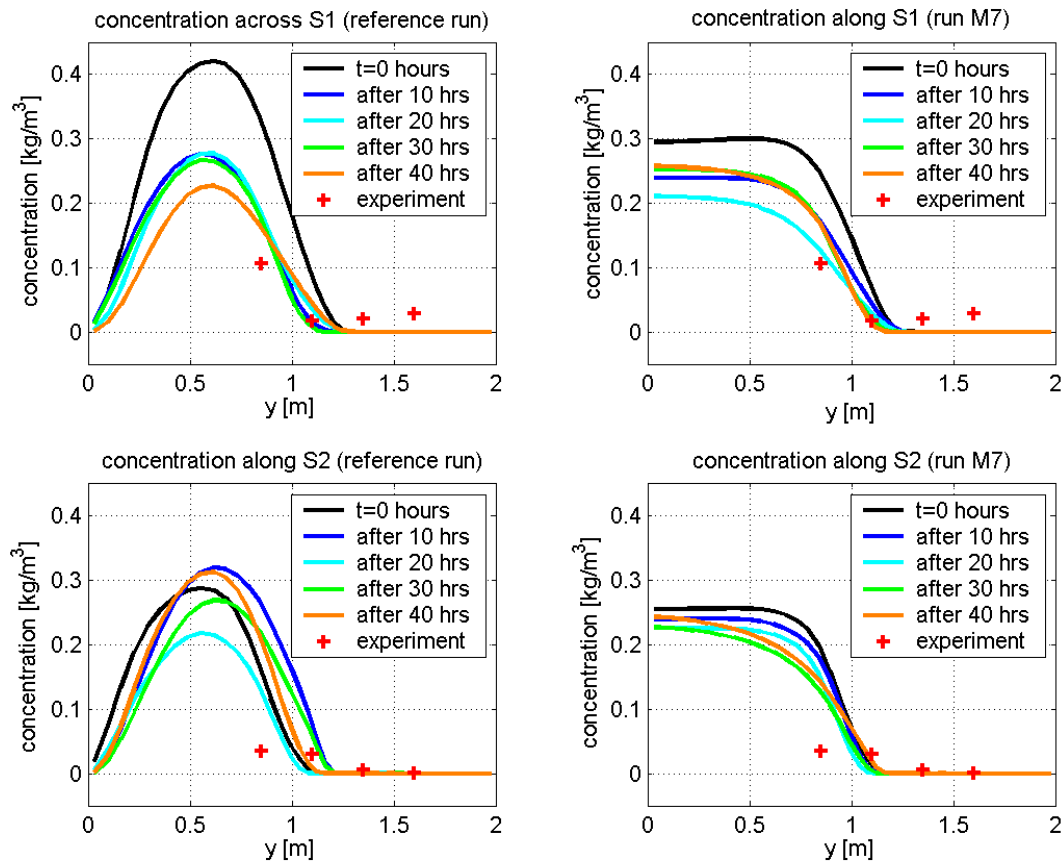 concentration across S1 (reference run)
concentration [kg/m³]
0.4
0.3
0.2
0.1
0
t=0 hours
after 10 hrs
after 20 hrs
after 30 hrs
after 40 hrs
experiment
0 0.5 1 1.5 2
y [m]
concentration along S1 (run M7)
concentration [kg/m³]
0.4
0.3
0.2
0.1
0
t=0 hours
after 10 hrs
after 20 hrs
after 30 hrs
after 40 hrs
experiment
0 0.5 1 1.5 2
y [m]
concentration along S2 (reference run)
concentration [kg/m³]
0.4
0.3
0.2
0.1
0
t=0 hours
after 10 hrs
after 20 hrs
after 30 hrs
after 40 hrs
experiment
0 0.5 1 1.5 2
y [m]
concentration along S2 (run M7)
concentration [kg/m³]
0.4
0.3
0.2
0.1
0
t=0 hours
after 10 hrs
after 20 hrs
after 30 hrs
after 40 hrs
experiment
0 0.5 1 1.5 2
y [m]